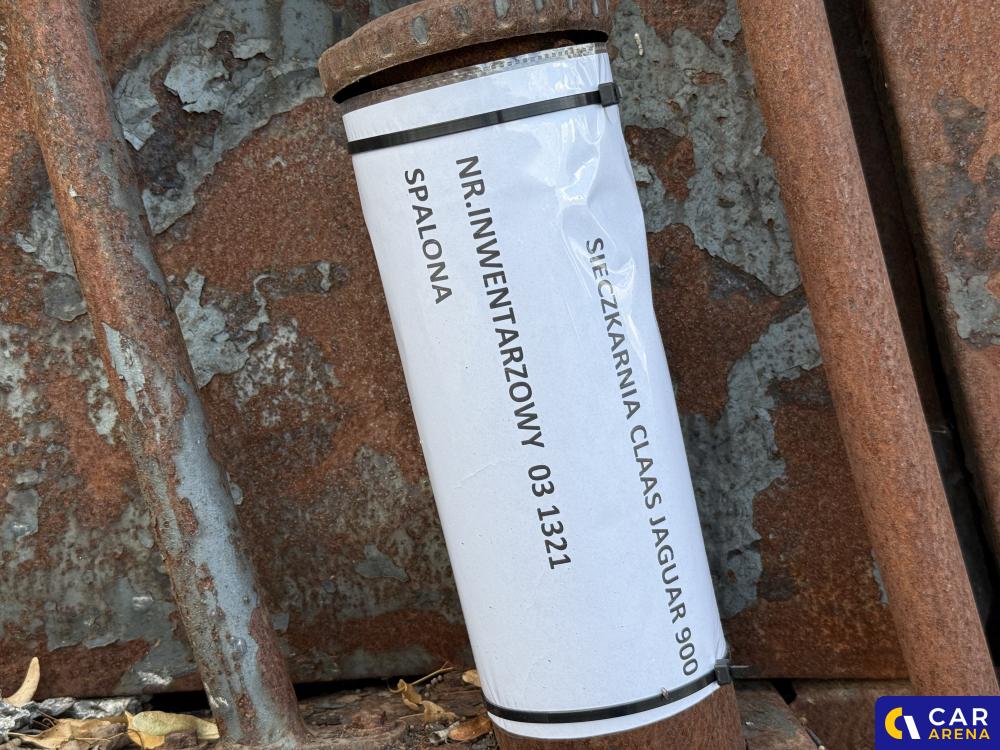 SIECZKARNIA CLAAS JAGUAR 900
NR.INWENTARZOWY 03 1321
SPALONA
CAR
ARENA